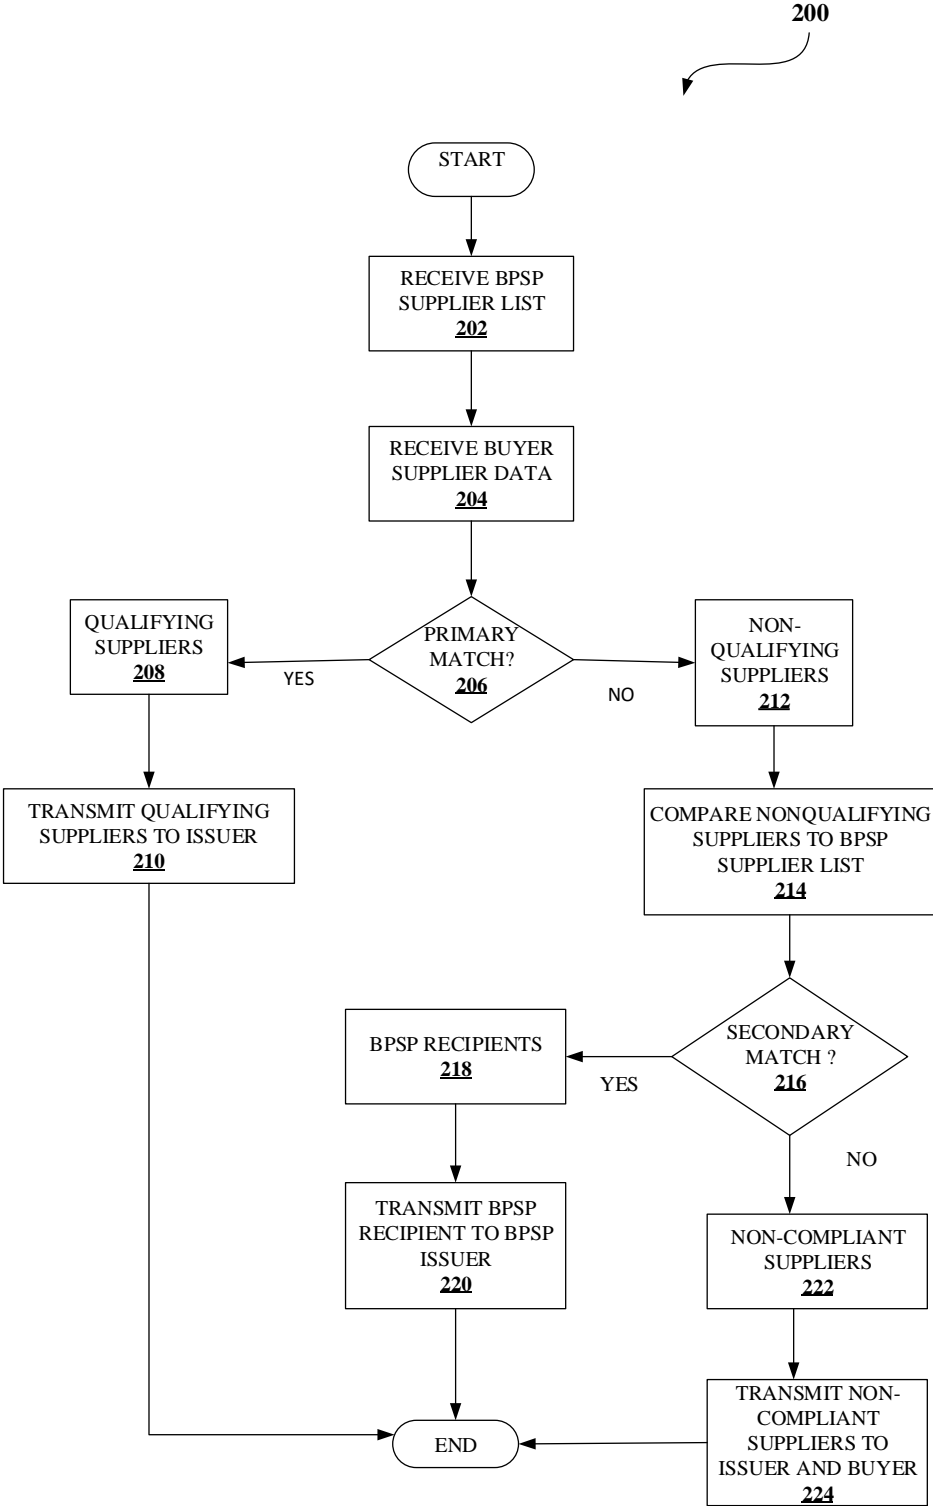 200
START
RECEIVE BPSP
SUPPLIER LIST
202
RECEIVE BUYER
SUPPLIER DATA
204
PRIMARY
MATCH?
206
YES
NO
QUALIFYING
SUPPLIERS
208
TRANSMIT QUALIFYING
SUPPLIERS TO ISSUER
210
NON-
QUALIFYING
SUPPLIERS
212
COMPARE NONQUALIFYING
SUPPLIERS TO BPSP
SUPPLIER LIST
214
SECONDARY
MATCH ?
216
YES
NO
BPSP RECIPIENTS
218
TRANSMIT BPSP
RECIPIENT TO BPSP
ISSUER
220
NON-COMPLIANT
SUPPLIERS
222
TRANSMIT NON-
COMPLIANT
SUPPLIERS TO
ISSUER AND BUYER
224
END